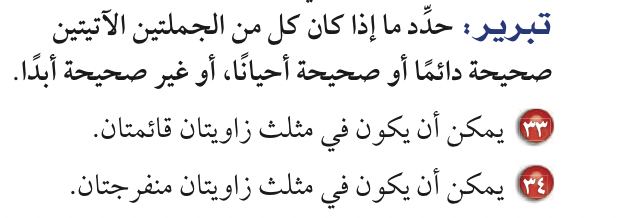 تبرير: حدِّد ما إذا كان كل من الجملتين الآتيتين
صحيحة دائمًا أو صحيحة أحيانًا، أو غير صحيحة أبدًا.
٣٣ يمكن أن يكون في مثلث زاويتان قائمتان.
٣٤ يمكن أن يكون في مثلث زاويتان منفرجتان.